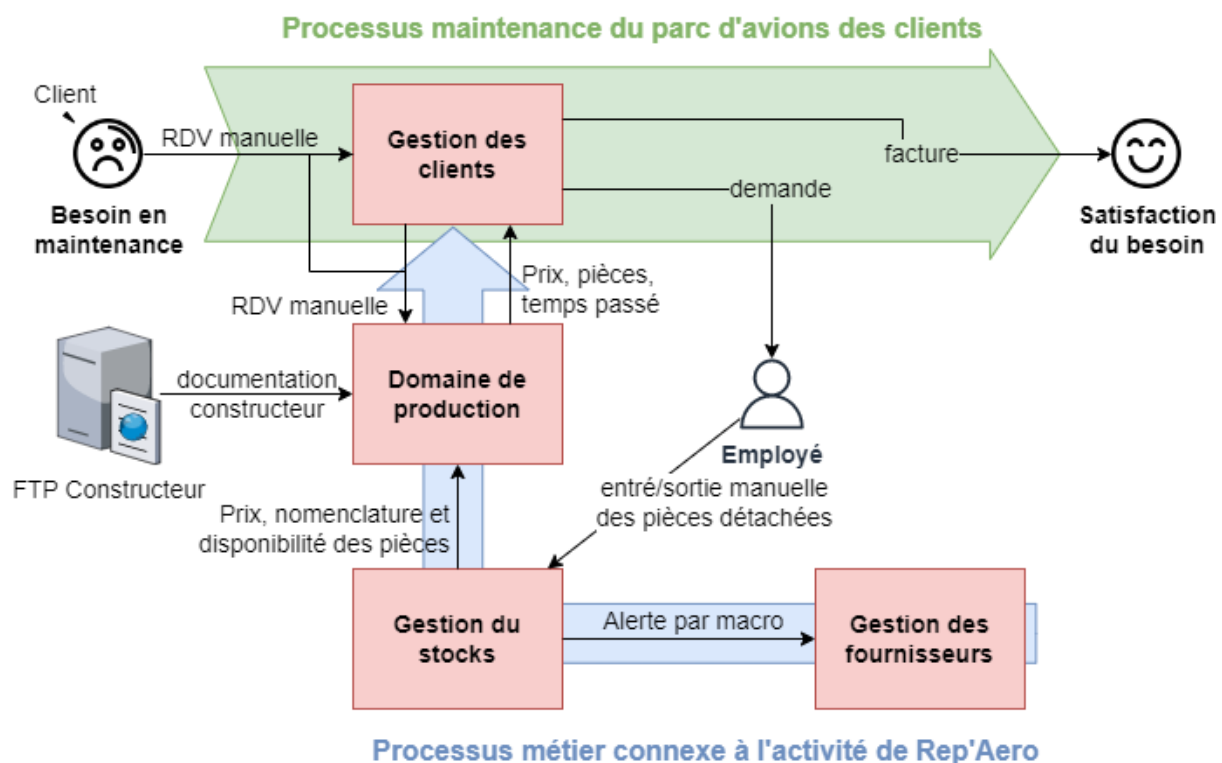 Processus maintenance du parc d'avions des clients
Client
RDV manuelle
Gestion des
clients
facture
demande
Besoin en
maintenance
Satisfaction
du besoin
RDV manuelle
Prix, pièces,
temps passé
documentation
constructeur
Domaine de
production
FTP Constructeur
Employé
entré/sortie manuelle
des pièces détachées
Prix, nomenclature et
disponibilité des pièces
Gestion du
stocks
Alerte par macro
Gestion des
fournisseurs
Processus métier connexe à l'activité de Rep'Aero